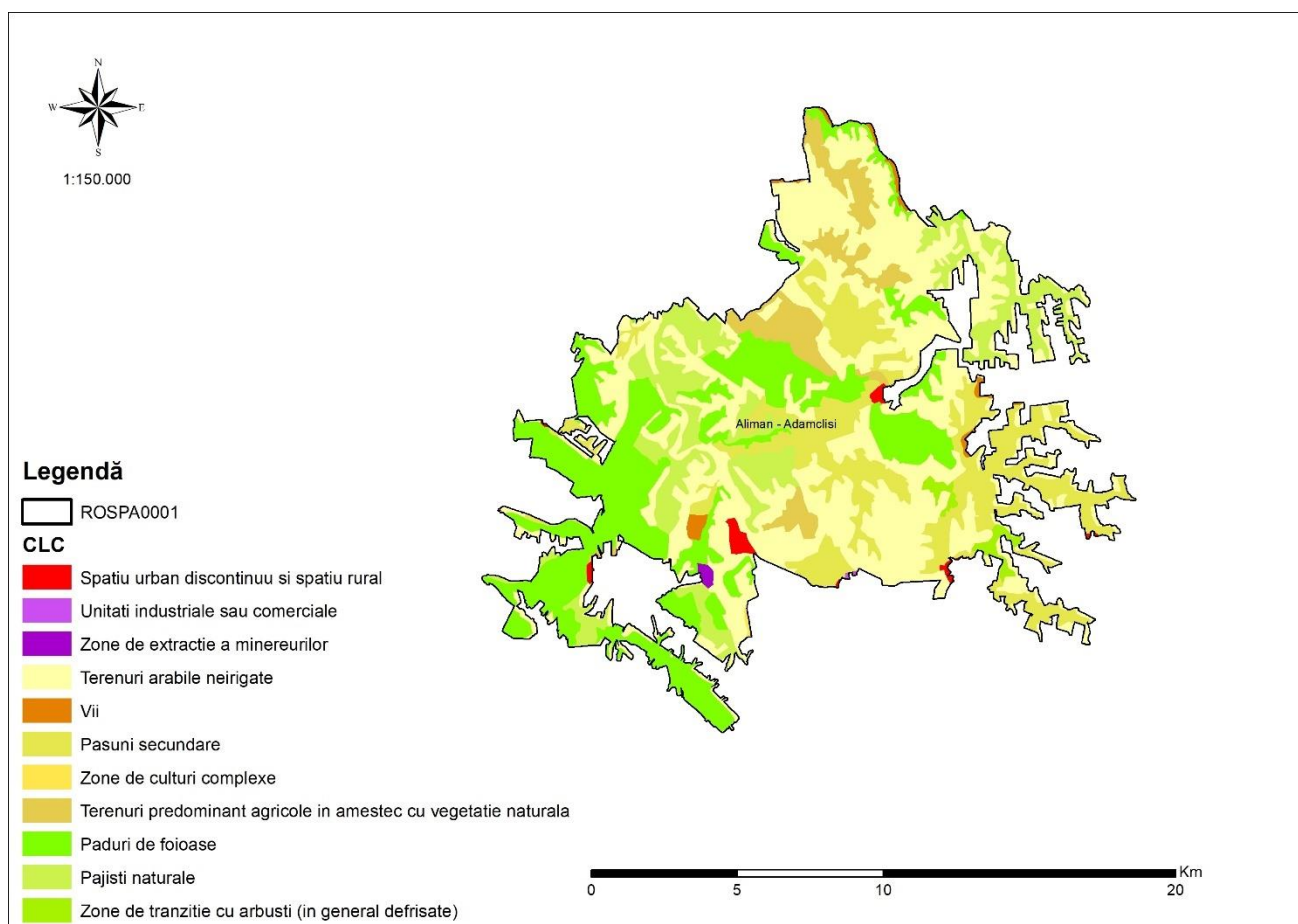 N
W E
S
1:150.000
Aliman - Adamclisi
Legendă
ROSPA0001
CLC
Spatiu urban discontinuu si spatiu rural
Unitati industriale sau comerciale
Zone de extractie a minereurilor
Terenuri arabile neirigate
Vii
Pasuni secundare
Zone de culturi complexe
Terenuri predominant agricole in amestec cu vegetatie naturala
Paduri de foioase
Pajisti naturale
Zone de tranzitie cu arbusti (in general defrisate)
Km
0 5 10 20